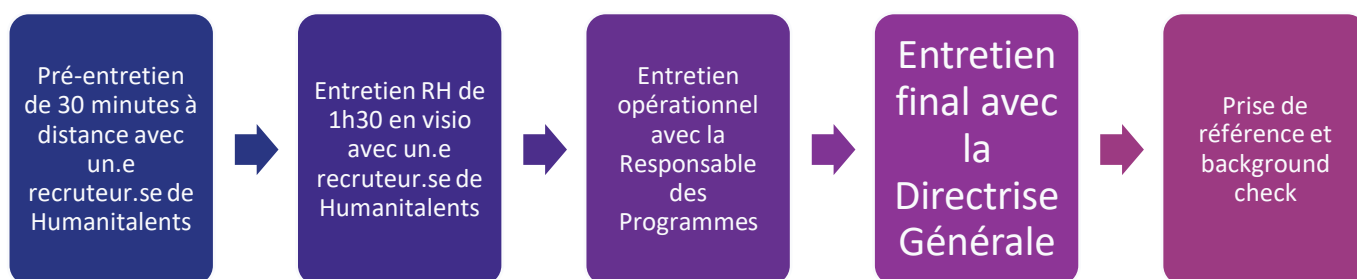 Pré-entretien
de 30 minutes à
distance avec
un.e
recruteur.se de
Humanitalents
Entretien RH de
1h30 en visio
avec un.e
recruteur.se de
Humanitalents
Entretien
opérationnel
avec la
Responsable
des
Programmes
Entretien
final avec
la
Directrise
Générale
Prise de
référence et
background
check